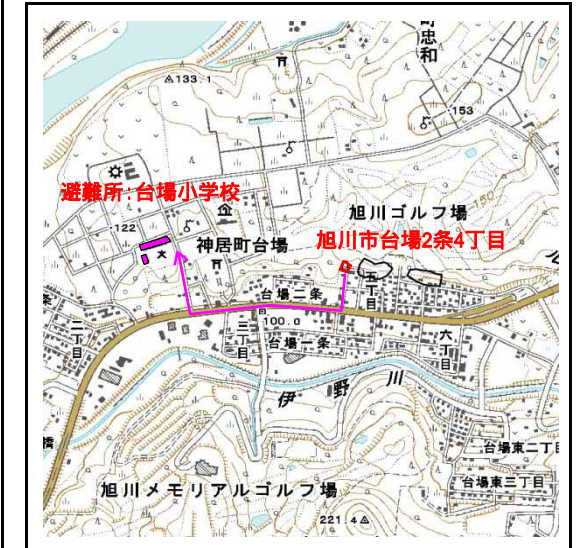 町忠和
133.1
153
避難所:台場小学校
122
旭川ゴルフ場
神居町台場
旭川市台場2条4丁目
150
台場二条
五丁目
100.0
二丁目
三丁目
台場一条
六丁目
伊野川
橋
台場東二丁目
台場東三丁目
旭川メモリアルゴルフ場
221.4